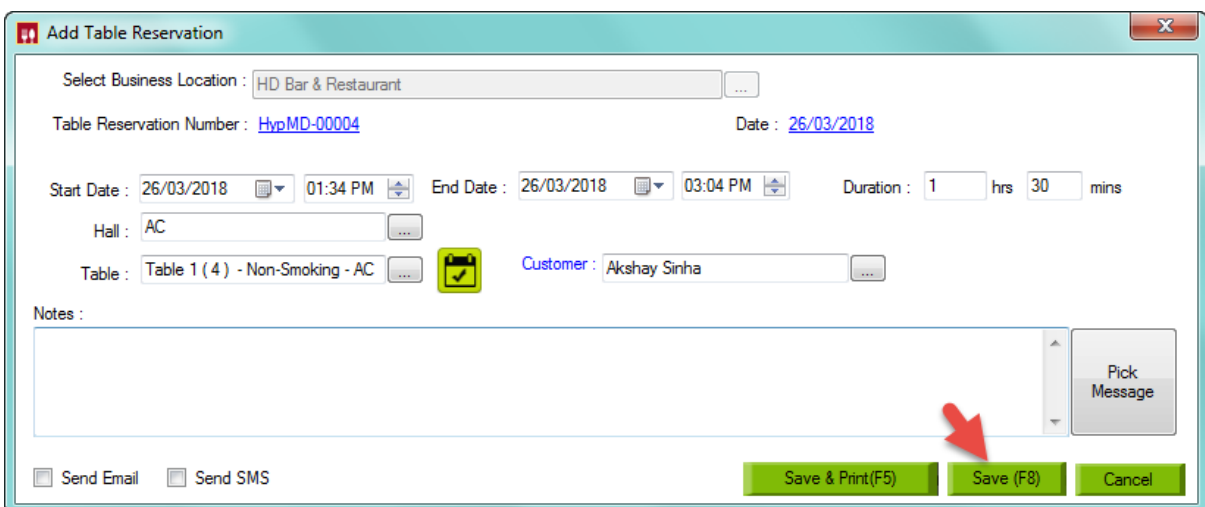 Add Table Reservation
X
Select Business Location : HD Bar & Restaurant ...
Table Reservation Number : HypMD-00004 Date : 26/03/2018
Start Date : 26/03/2018 01:34 PM End Date : 26/03/2018 03:04 PM Duration : 1 hrs 30 mins
Hall : AC ...
Table : Table 1 ( 4 ) - Non-Smoking - AC ... Customer : Akshay Sinha ...
Notes :
Pick
Message
Send Email Send SMS Save & Print(F5) Save (F8) Cancel